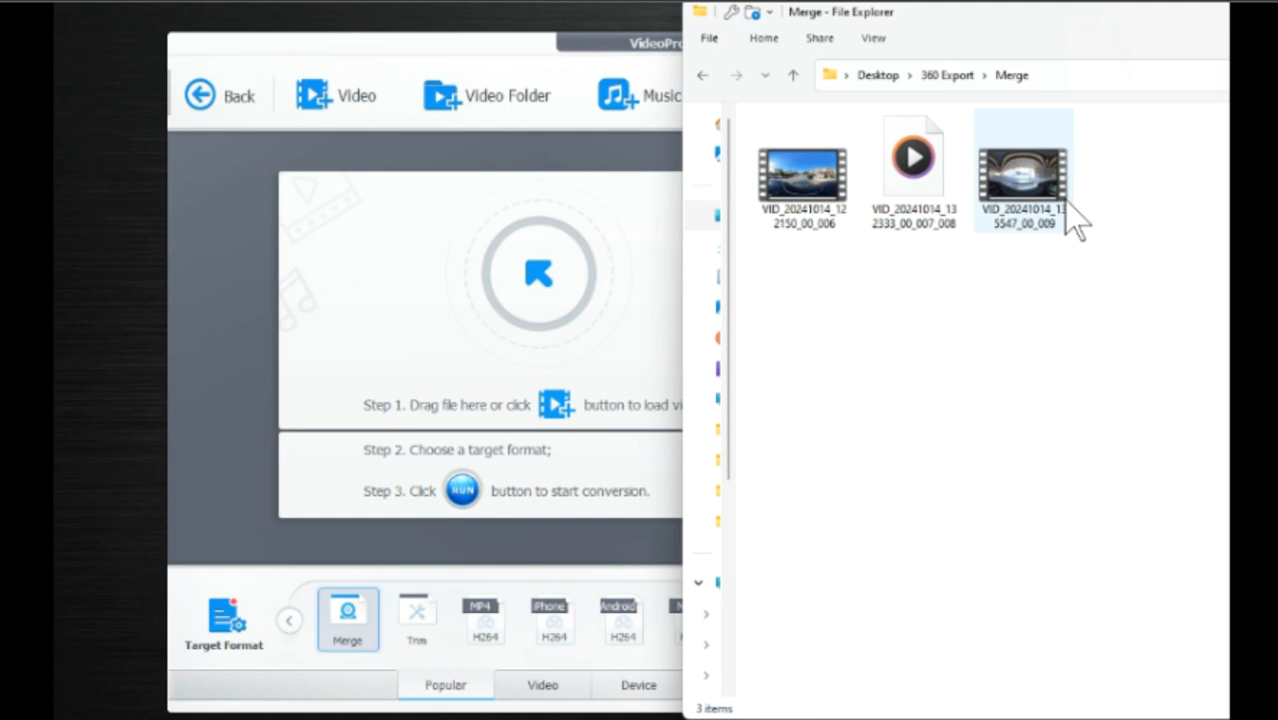 Merge - File Explorer
File Home Share View
Desktop › 360 Export › Merge
VideoPro
Back Video Video Folder Music
VID_20241014_12
2150_00_006
VID_20241014_13
2333_00_007_008
VID_20241014_13
5547_00_009
Step 1. Drag file here or click button to load vi
Step 2. Choose a target format;
Step 3. Click RUN button to start conversion.
Target Format
Merge
Trim
MP4
H264
iPhone
H264
Android
H264
Popular Video Device
3 items